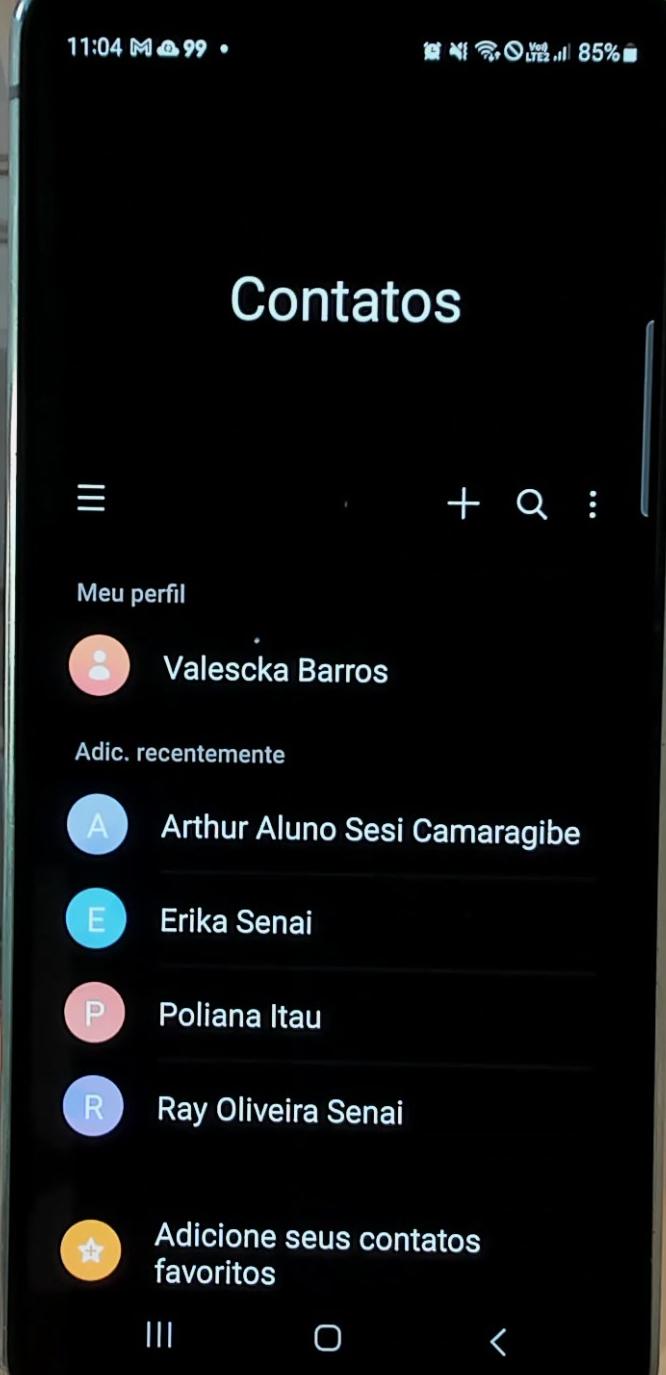 11:04 M 99 •
Vo) LTE2 85%
Contatos
Meu perfil
Valescka Barros
Adic. recentemente
A Arthur Aluno Sesi Camaragibe
E Erika Senai
P Poliana Itau
R Ray Oliveira Senai
Adicione seus contatos
favoritos